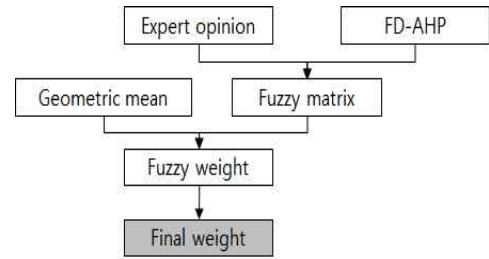 Expert opinion
FD-AHP
Geometric mean
Fuzzy matrix
Fuzzy weight
Final weight